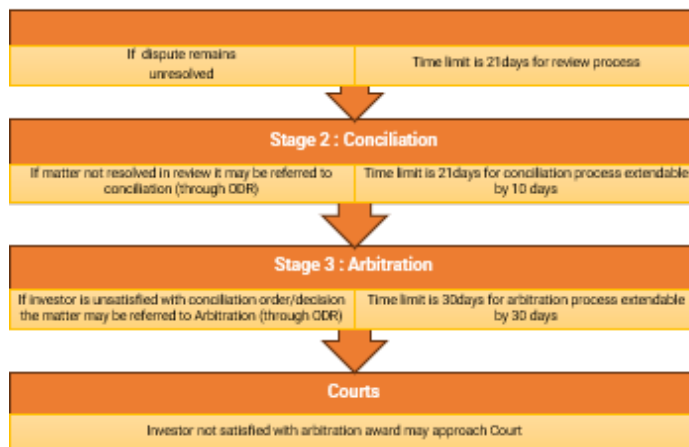 If dispute remains
unresolved
Time limit is 21days for review process
Stage 2 : Conciliation
If matter not resolved in review it may be referred to
conciliation (through ODR)
Time limit is 21days for conciliation process extendable
by 10 days
Stage 3 : Arbitration
If investor is unsatisfied with conciliation order/decision
the matter may be referred to Arbitration (through ODR)
Time limit is 30days for arbitration process extendable
by 30 days
Courts
Investor not satisfied with arbitration award may approach Court